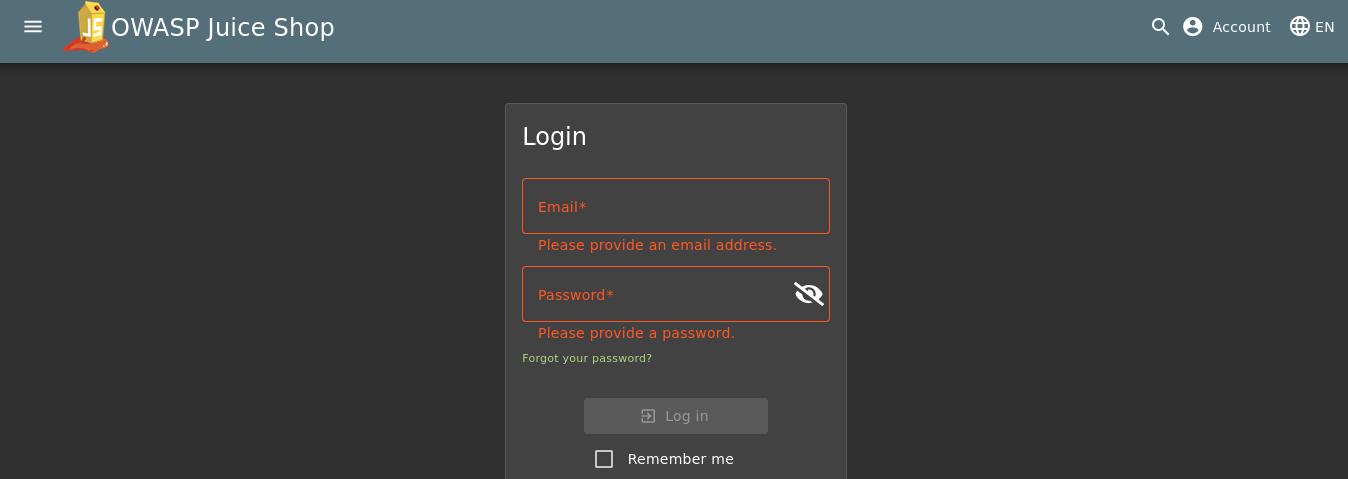 OWASP Juice Shop
Account
EN
Login
Email*
Please provide an email address.
Password*
Please provide a password.
Forgot your password?
Log in
Remember me